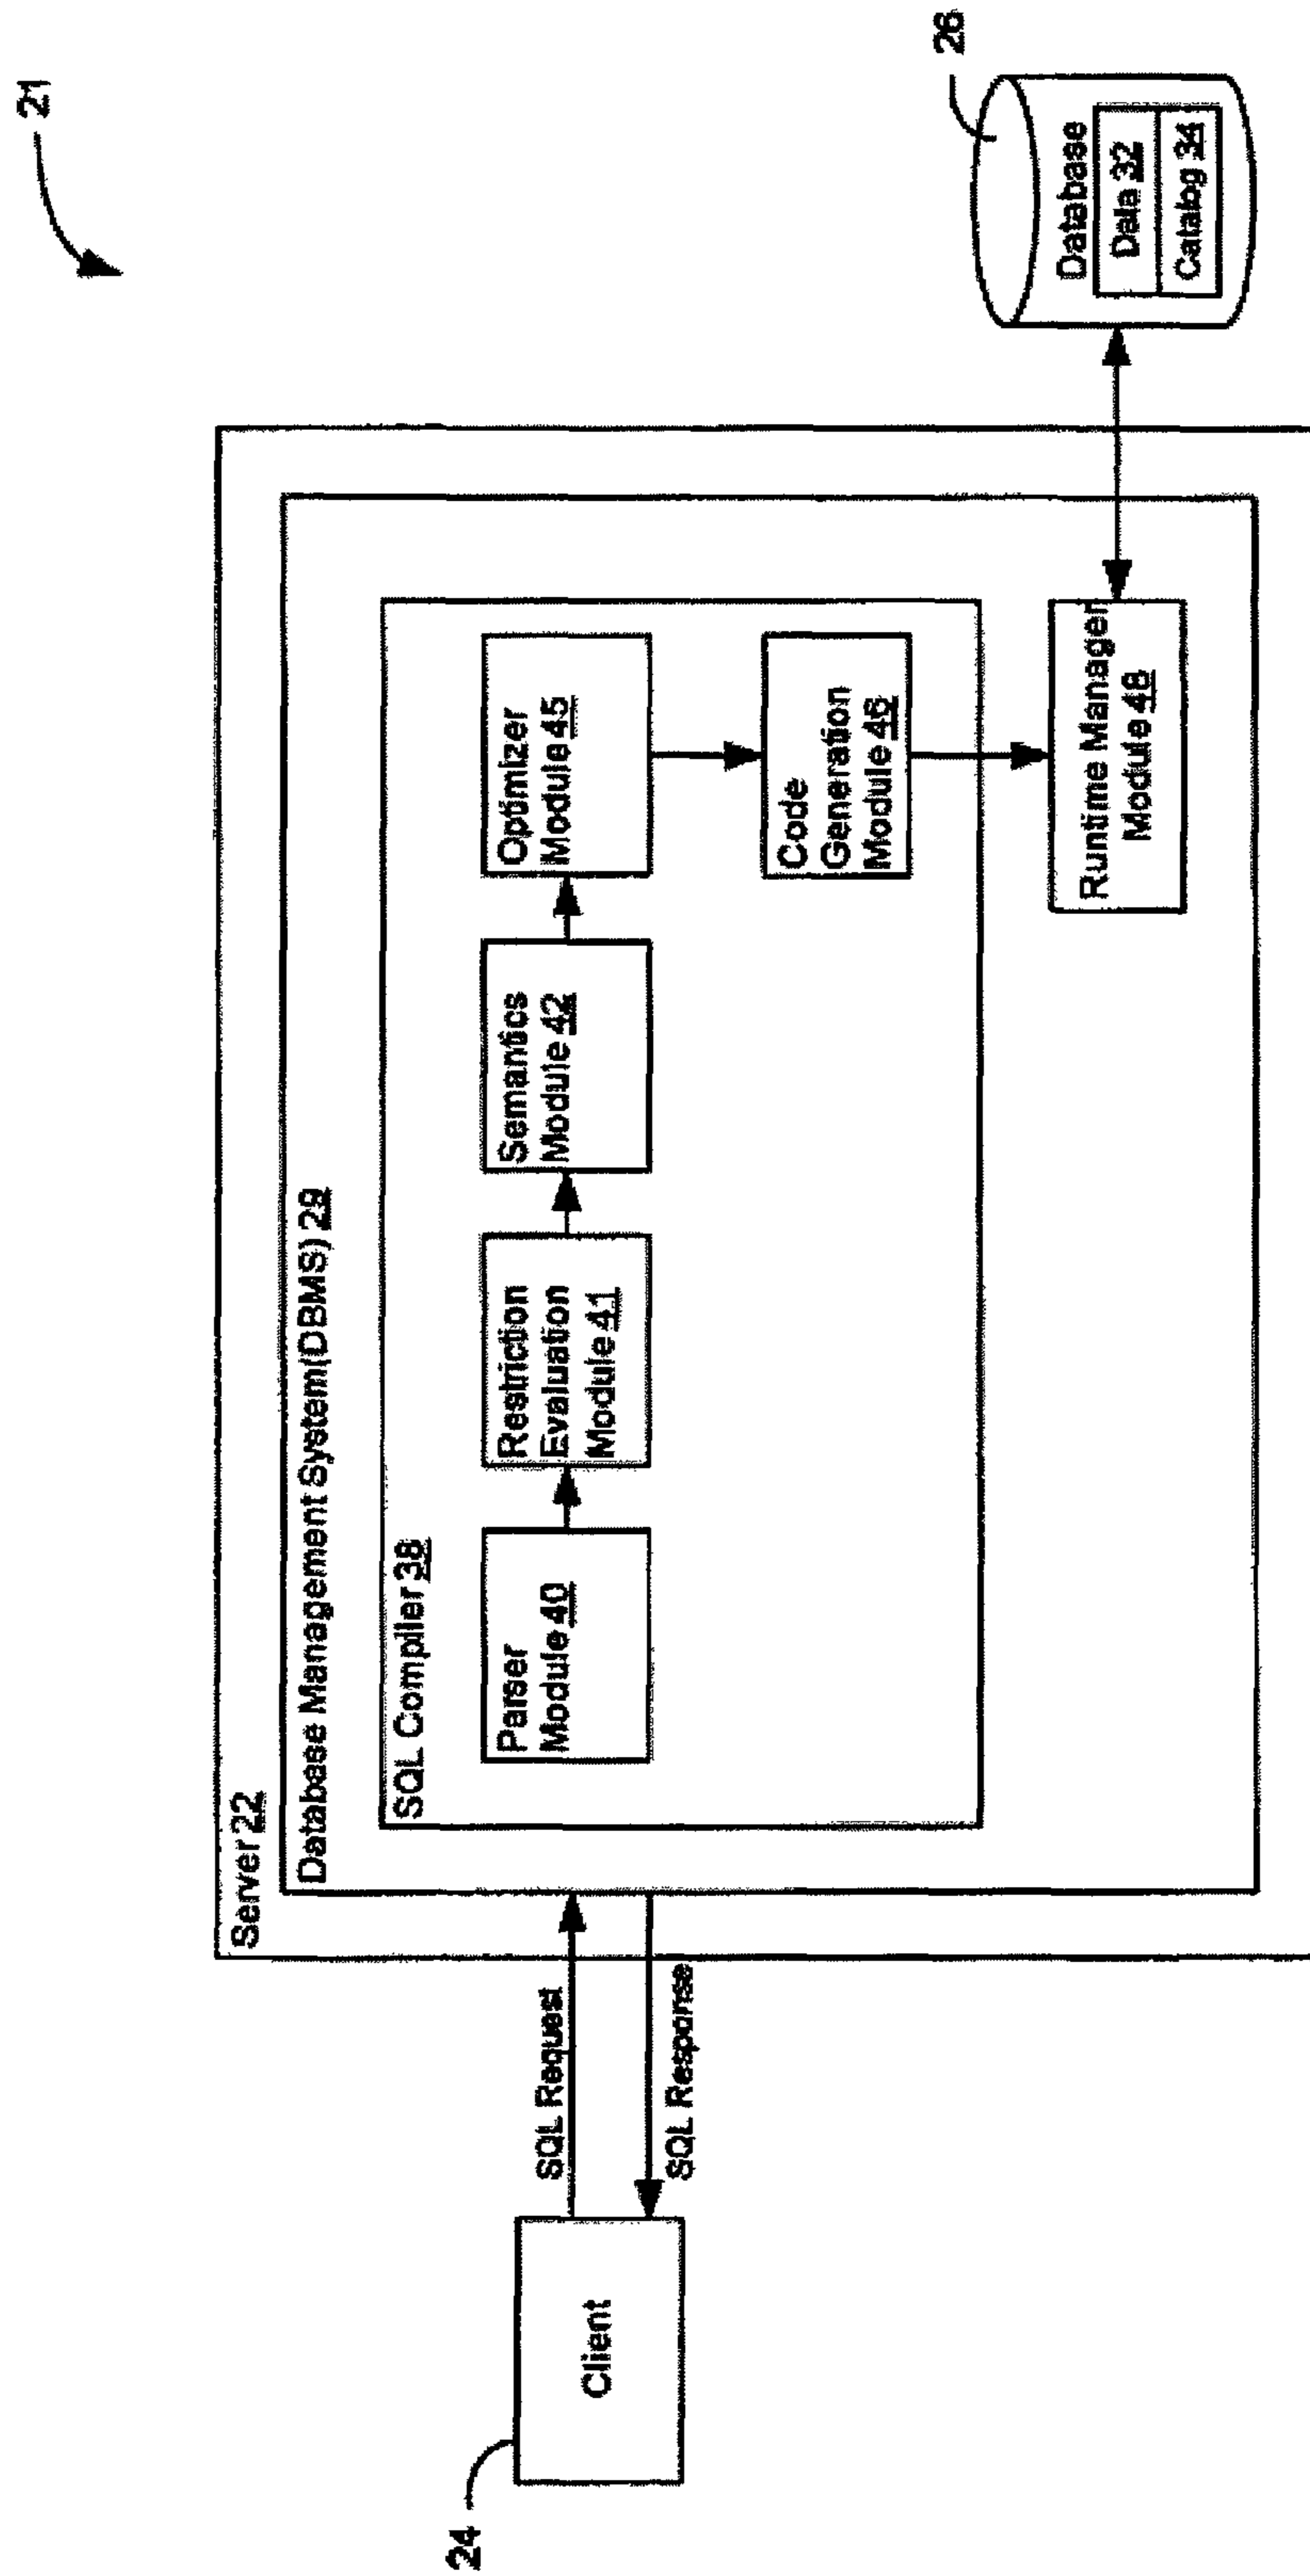 21
Server 22
Database Management System(DBMS) 29
SQL Compiler 38
Parser
Module 40
Restriction
Evaluation
Module 41
Semantics
Module 42
Optimizer
Module 45
Code
Generation
Module 46
Runtime Manager
Module 48
SQL Request
SQL Response
Client
24
26
Database
Data 32
Catalog 34